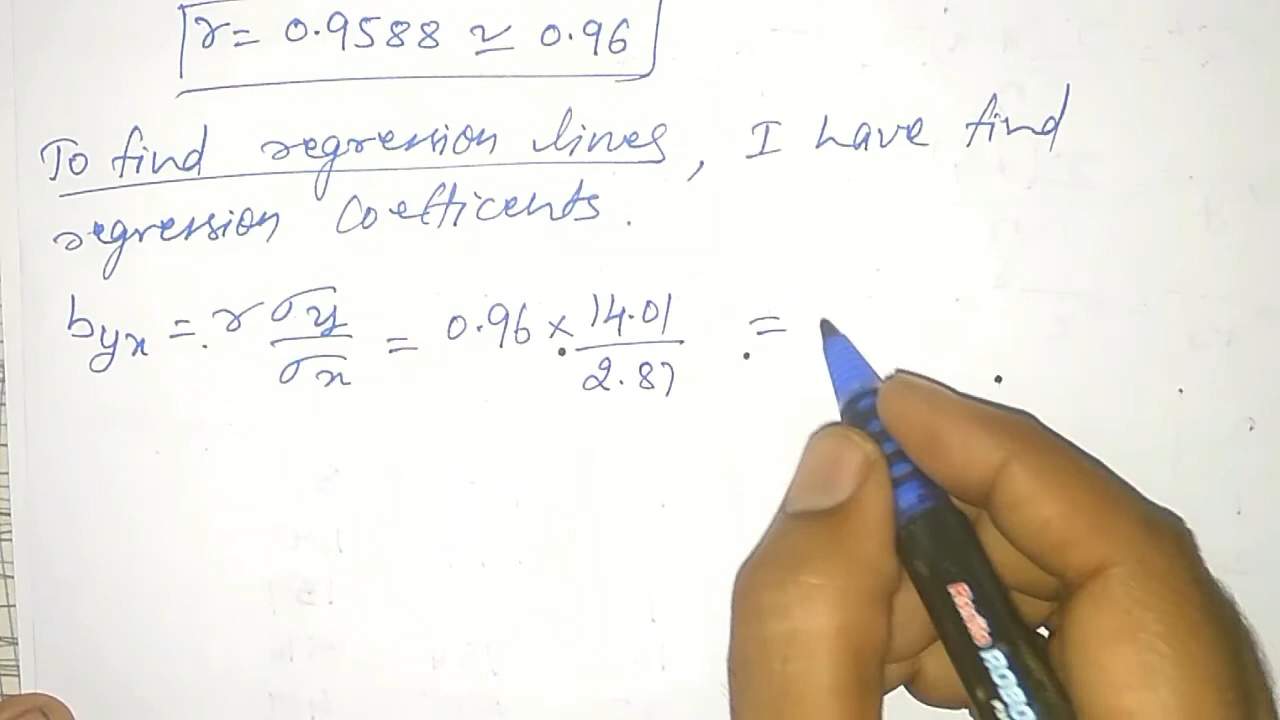 r = 0.9588 ≃ 0.96
To find regression lines, I have find
regression Coefficents.
byx = r σy/σx = 0.96 × 14.01/2.87 =